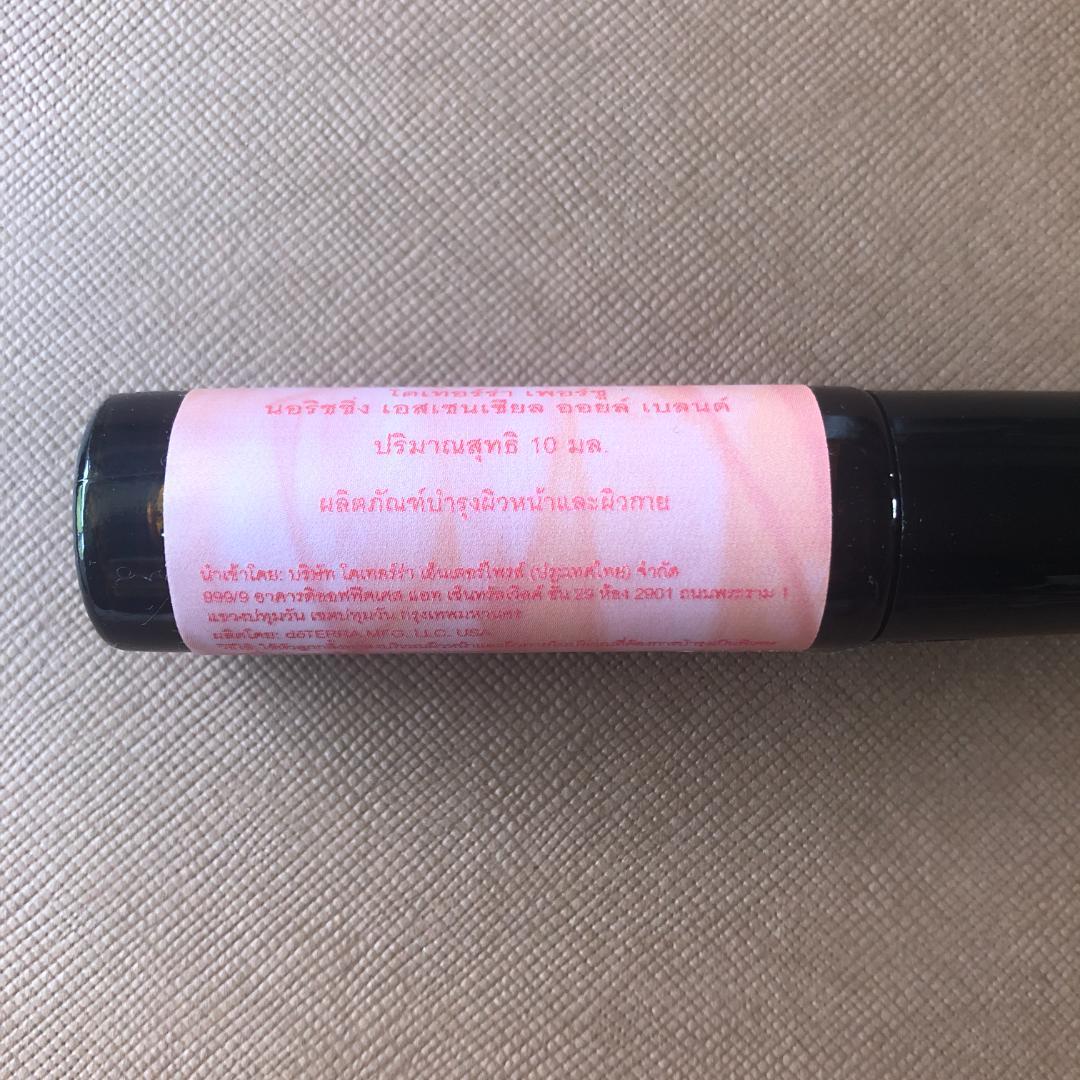 โดเทอร์ร่า เพอร์ซู
นอริชชิ่ง เอสเซนเชียล ออยล์ เบลนด์
ปริมาณสุทธิ 10 มล.
ผลิตภัณฑ์บำรุงผิวหน้าและผิวกาย
นำเข้าโดย: บริษัท โดเทอร์ร่า เอ็นเตอร์ไพรส์ (ประเทศไทย) จำกัด
999/9 อาคารดิออฟฟิศเศส แอท เซ็นทรัลเวิลด์ ชั้น 29 ห้อง 2901 ถนนพระราม 1
แขวงปทุมวัน เขตปทุมวัน กรุงเทพมหานคร
ผลิตโดย: doTERRA MFG, LLC. USA